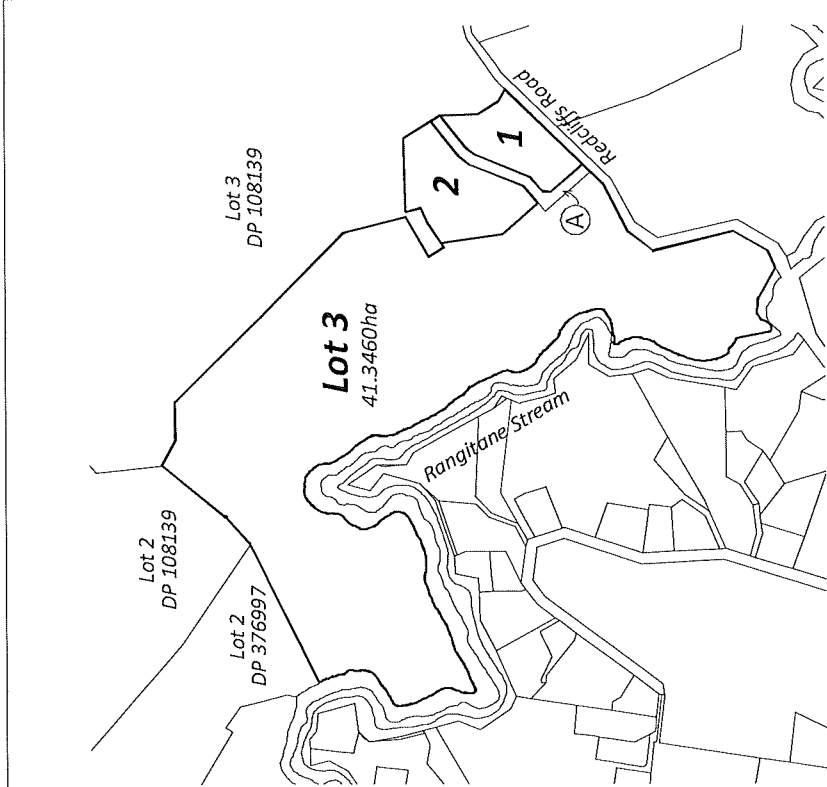 Lot 3
DP 108139
Redcliffs Road
1
2
A
Lot 3
41.3460ha
Rangitane Stream
Lot 2
DP 108139
Lot 2
DP 376997